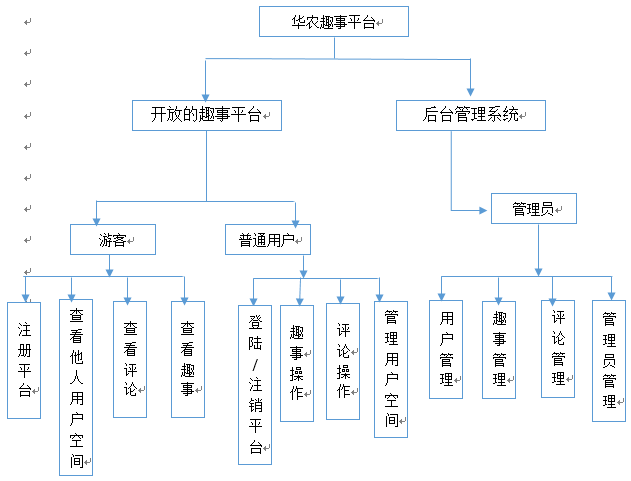 华农趣事平台
开放的趣事平台
后台管理系统
管理员
游客
普通用户
注册平台
查看他人用户空间
查看评论
查看趣事
登陆/注销平台
趣事操作
评论操作
管理用户空间
用户管理
趣事管理
评论管理
管理员管理